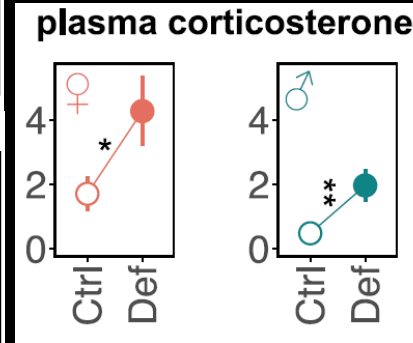 plasma corticosterone
♀ ♂
4 4
* **
2 2
0 0
Ctrl Def Ctrl Def